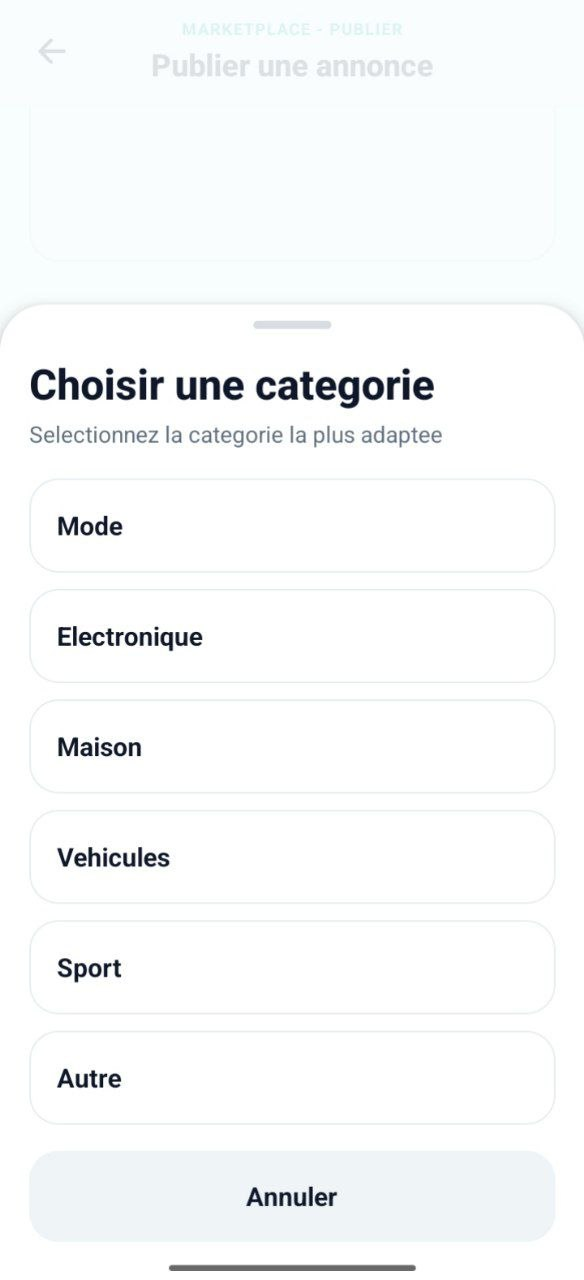 MARKETPLACE - PUBLIER
Publier une annonce
Choisir une categorie
Selectionnez la categorie la plus adaptee
Mode
Electronique
Maison
Vehicules
Sport
Autre
Annuler